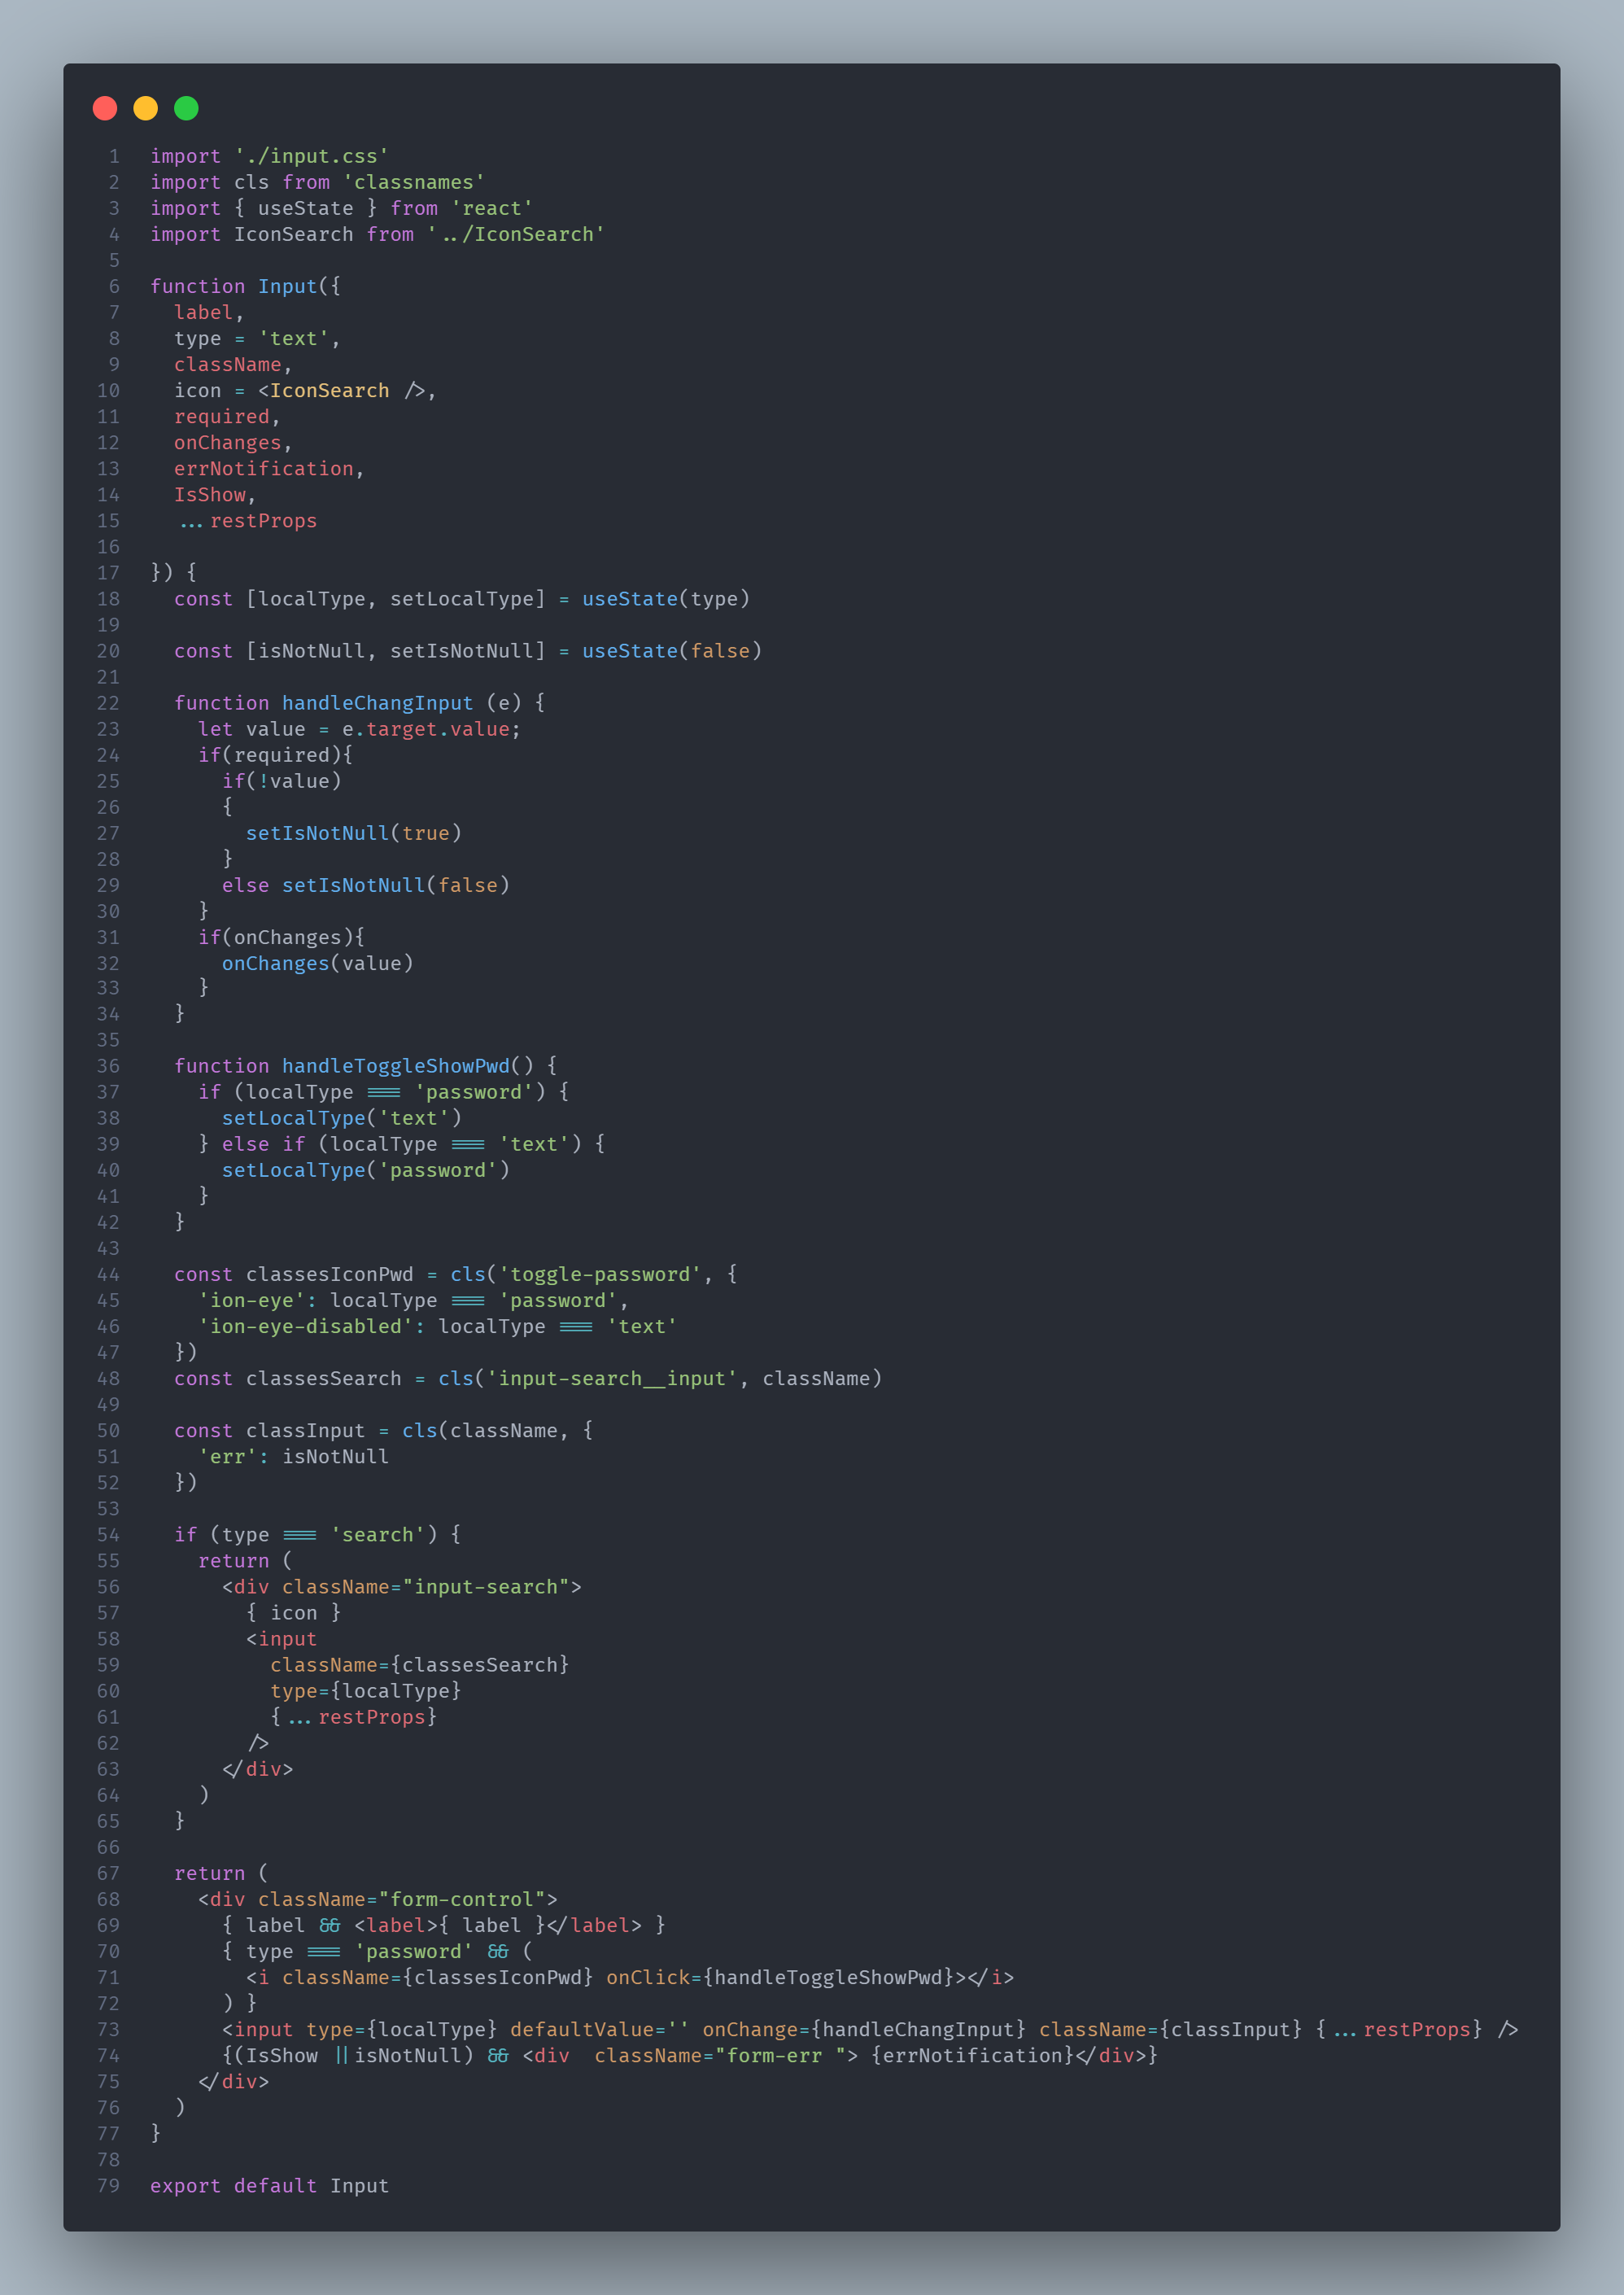 1 import './input.css'
2 import cls from 'classnames'
3 import { useState } from 'react'
4 import IconSearch from '../IconSearch'
5
6 function Input({
7   label,
8   type = 'text',
9   className,
10   icon = <IconSearch />,
11   required,
12   onChanges,
13   errNotification,
14   IsShow,
15   ...restProps
16
17 }) {
18   const [localType, setLocalType] = useState(type)
19
20   const [isNotNull, setIsNotNull] = useState(false)
21
22   function handleChangInput (e) {
23     let value = e.target.value;
24     if(required){
25       if(!value)
26       {
27         setIsNotNull(true)
28       }
29       else setIsNotNull(false)
30     }
31     if(onChanges){
32       onChanges(value)
33     }
34   }
35
36   function handleToggleShowPwd() {
37     if (localType === 'password') {
38       setLocalType('text')
39     } else if (localType === 'text') {
40       setLocalType('password')
41     }
42   }
43
44   const classesIconPwd = cls('toggle-password', {
45     'ion-eye': localType === 'password',
46     'ion-eye-disabled': localType === 'text'
47   })
48   const classesSearch = cls('input-search__input', className)
49
50   const classInput = cls(className, {
51     'err': isNotNull
52   })
53
54   if (type === 'search') {
55     return (
56       <div className="input-search">
57         { icon }
58         <input
59           className={classesSearch}
60           type={localType}
61           {...restProps}
62         />
63       </div>
64     )
65   }
66
67   return (
68     <div className="form-control">
69       { label && <label>{ label }</label> }
70       { type === 'password' && (
71         <i className={classesIconPwd} onClick={handleToggleShowPwd}></i>
72       ) }
73       <input type={localType} defaultValue='' onChange={handleChangInput} className={classInput} {...restProps} />
74       {(IsShow ||isNotNull) && <div  className="form-err "> {errNotification}</div>}
75     </div>
76   )
77 }
78
79 export default Input